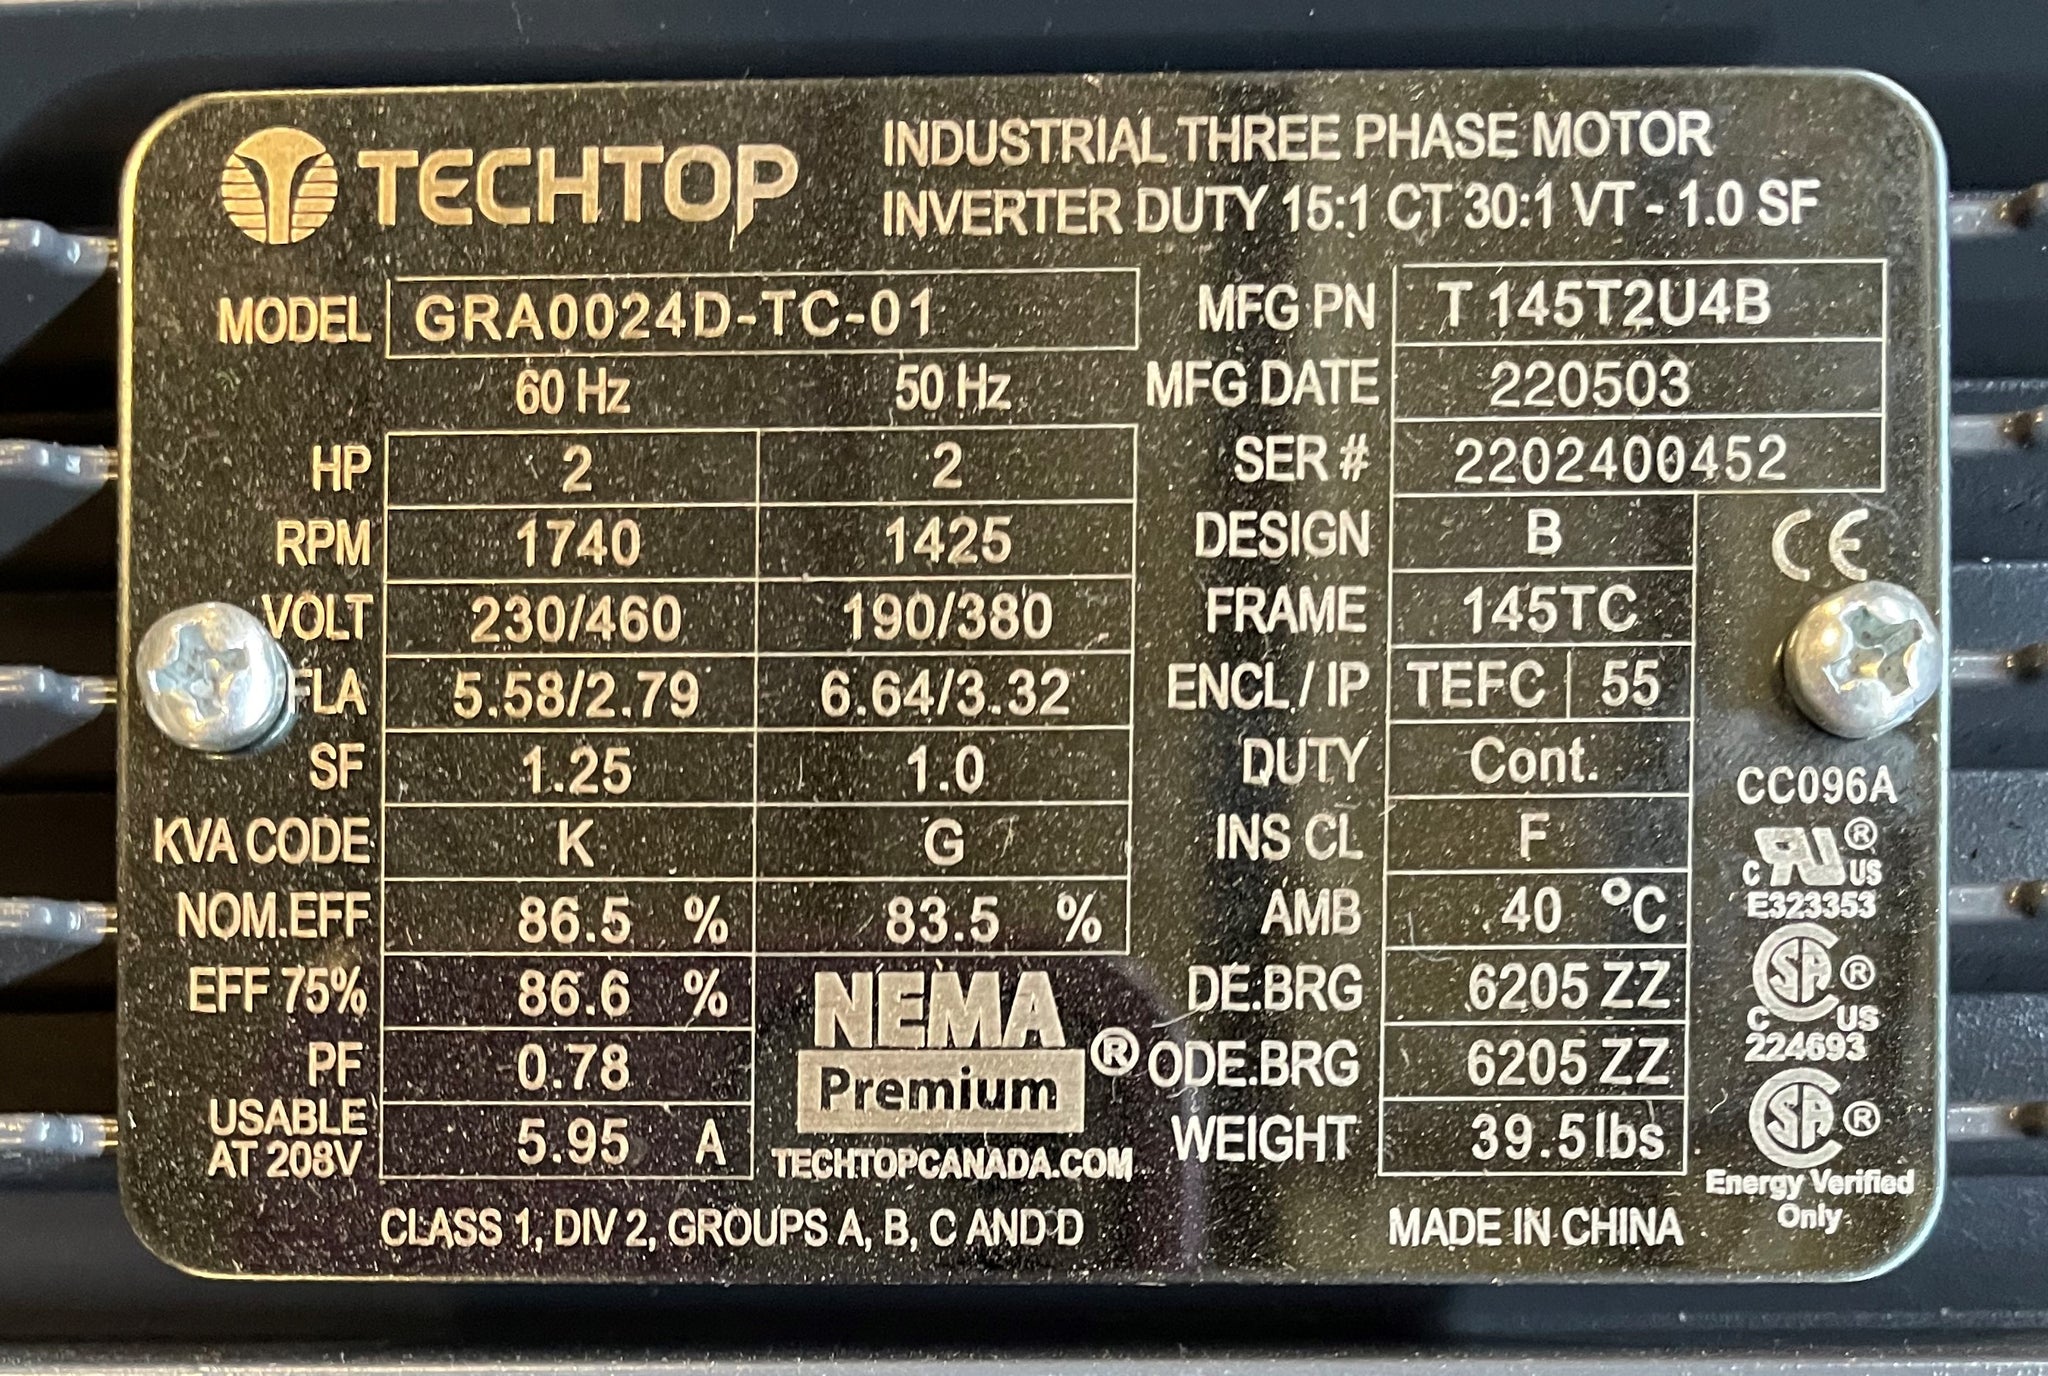 TECHTOP
INDUSTRIAL THREE PHASE MOTOR
INVERTER DUTY 15:1 CT 30:1 VT - 1.0 SF
MODEL GRA0024D-TC-01
60 Hz 50 Hz
HP 2 2
RPM 1740 1425
VOLT 230/460 190/380
FLA 5.58/2.79 6.64/3.32
SF 1.25 1.0
KVA CODE K G
NOM.EFF 86.5 % 83.5 %
EFF 75% 86.6 %
PF 0.78
USABLE
AT 208V 5.95 A
NEMA
Premium ®
TECHTOPCANADA.COM
CLASS 1, DIV 2, GROUPS A, B, C AND D
MFG PN T 145T2U4B
MFG DATE 220503
SER # 2202400452
DESIGN B
FRAME 145TC
ENCL / IP TEFC 55
DUTY Cont.
INS CL F
AMB 40 °C
DE.BRG 6205 ZZ
ODE.BRG 6205 ZZ
WEIGHT 39.5lbs
MADE IN CHINA
CE
CC096A
c RU ® US
E323353
SA ®
C US
224693
SA ®
Energy Verified
Only